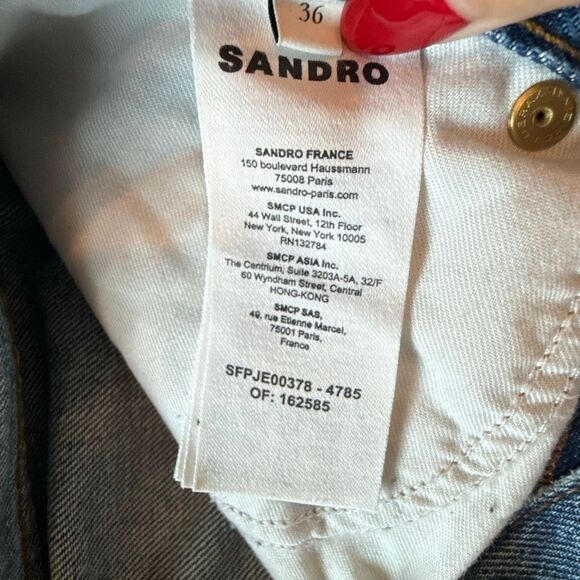 36
SANDRO
SANDRO FRANCE
150 boulevard Haussmann
75008 Paris
www.sandro-paris.com
SMCP USA Inc.
44 Wall Street, 12th Floor
New York, New York 10005
RN132784
SMCP ASIA Inc.
The Centrium, Suite 3203A-5A, 32/F
60 Wyndham Street, Central
HONG-KONG
SMCP SAS,
49, rue Etienne Marcel,
75001 Paris,
France
SFPJE00378 - 4785
OF: 162585